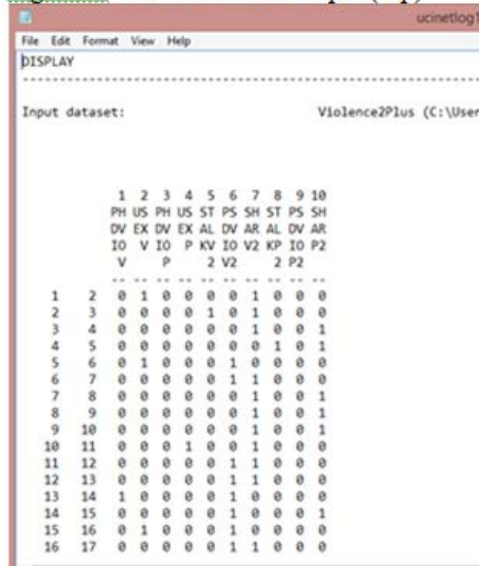 ucinetlog1
File Edit Format View Help
DISPLAY
Input dataset: Violence2Plus (C:\User
1 2 3 4 5 6 7 8 9 10
PH US PH US ST PS SH ST PS SH
DV EX DV EX AL DV AR AL DV AR
IO V IO P KV IO V2 KP IO P2
V P 2 V2 2 P2
-- -- -- -- -- -- -- -- -- --
1 2 0 1 0 0 0 0 1 0 0 0
2 3 0 0 0 0 1 0 1 0 0 0
3 4 0 0 0 0 0 0 1 0 0 1
4 5 0 0 0 0 0 0 0 1 0 1
5 6 0 1 0 0 0 1 0 0 0 0
6 7 0 0 0 0 0 1 1 0 0 0
7 8 0 0 0 0 0 0 1 0 0 1
8 9 0 0 0 0 0 0 1 0 0 1
9 10 0 0 0 0 0 0 1 0 0 1
10 11 0 0 0 1 0 0 1 0 0 0
11 12 0 0 0 0 0 1 1 0 0 0
12 13 0 0 0 0 0 1 1 0 0 0
13 14 1 0 0 0 0 1 0 0 0 0
14 15 0 0 0 0 0 1 0 0 0 1
15 16 0 1 0 0 0 1 0 0 0 0
16 17 0 0 0 0 0 1 1 0 0 0